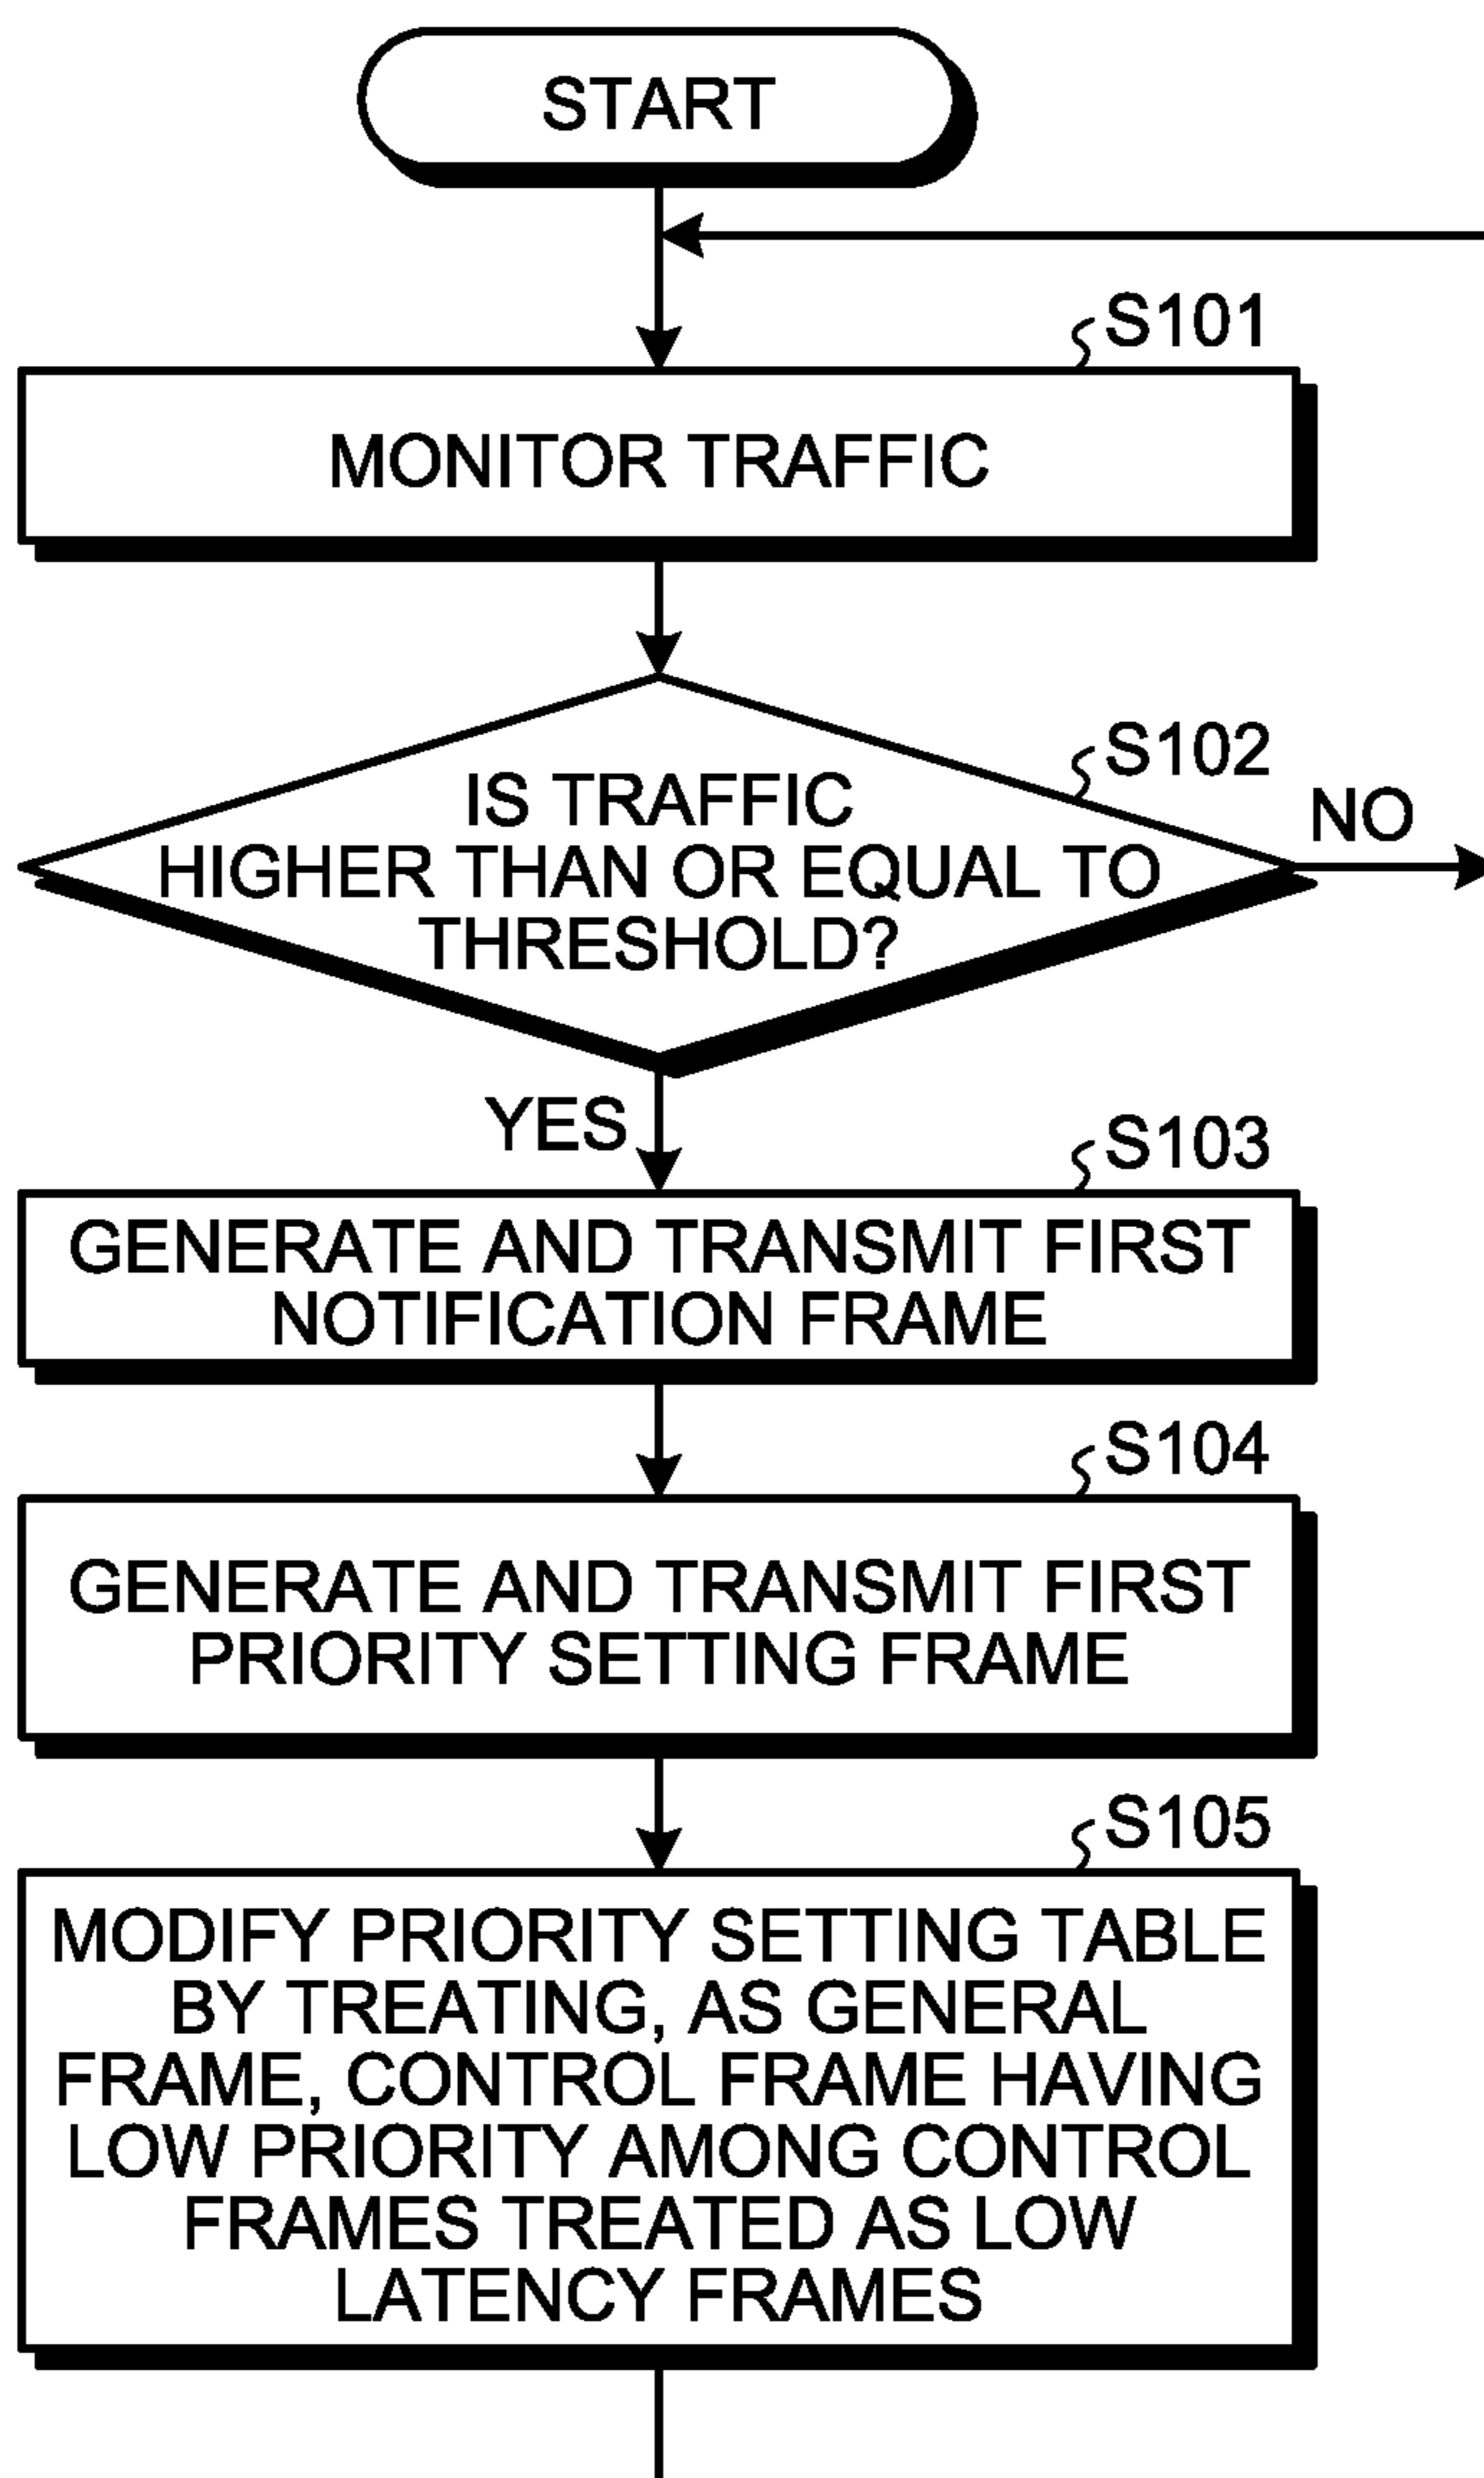 START
S101
MONITOR TRAFFIC
S102
IS TRAFFIC
HIGHER THAN OR EQUAL TO
THRESHOLD?
NO
YES
S103
GENERATE AND TRANSMIT FIRST
NOTIFICATION FRAME
S104
GENERATE AND TRANSMIT FIRST
PRIORITY SETTING FRAME
S105
MODIFY PRIORITY SETTING TABLE
BY TREATING, AS GENERAL
FRAME, CONTROL FRAME HAVING
LOW PRIORITY AMONG CONTROL
FRAMES TREATED AS LOW
LATENCY FRAMES